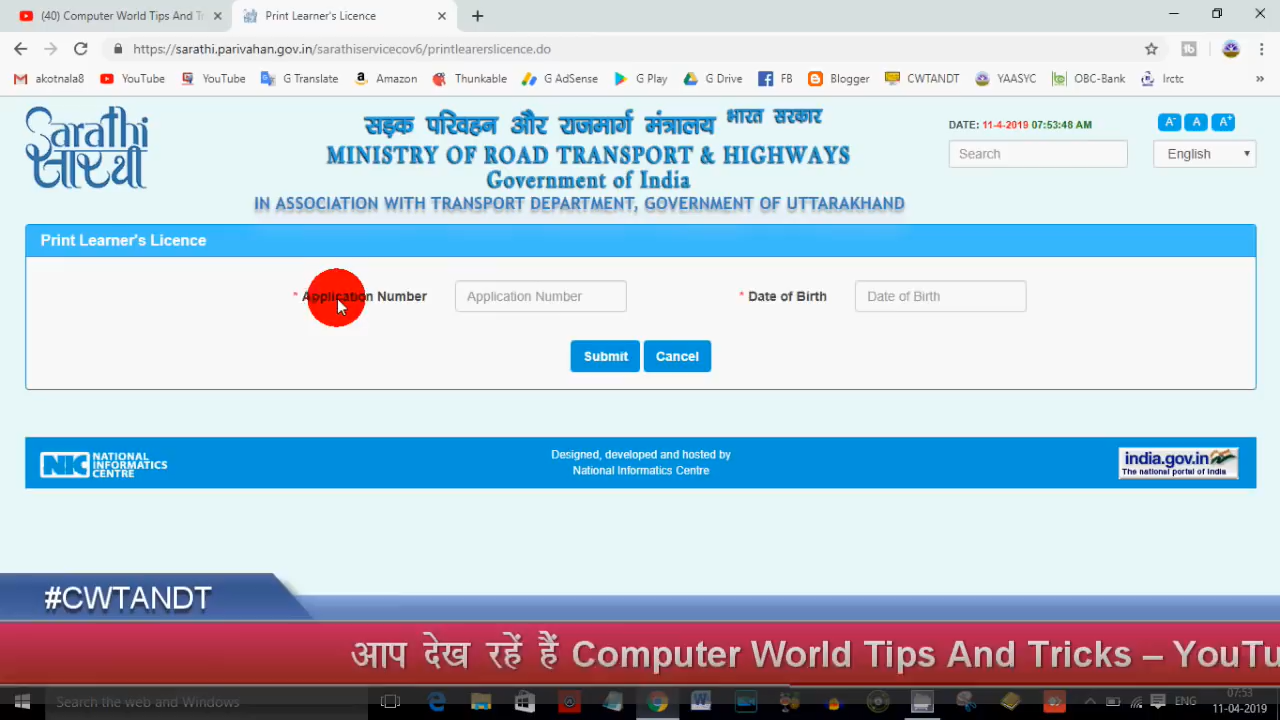 (40) Computer World Tips And Tr
Print Learner's Licence
https://sarathi.parivahan.gov.in/sarathiservicecov6/printlearerslicence.do
akotnala8 YouTube YouTube G Translate Amazon Thunkable G AdSense G Play G Drive FB Blogger CWTANDT YAASYC OBC-Bank Irctc »
Sarathi
सारथी
सड़क परिवहन और राजमार्ग मंत्रालय भारत सरकार
MINISTRY OF ROAD TRANSPORT & HIGHWAYS
Government of India
IN ASSOCIATION WITH TRANSPORT DEPARTMENT, GOVERNMENT OF UTTARAKHAND
DATE: 11-4-2019 07:53:48 AM
A- A A+
Search
English
Print Learner's Licence
* Application Number Application Number * Date of Birth Date of Birth
Submit Cancel
NIC NATIONAL INFORMATICS CENTRE
Designed, developed and hosted by
National Informatics Centre
india.gov.in
The national portal of India
#CWTANDT
आप देख रहें हैं Computer World Tips And Tricks – YouTu
Search the web and Windows
ENG
07:53
11-04-2019